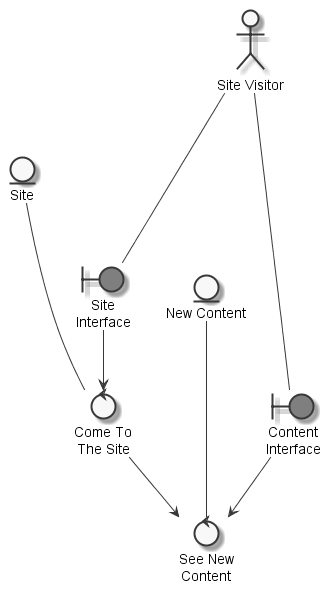 Site Visitor
Site
Site
Interface
New Content
Come To
The Site
Content
Interface
See New
Content